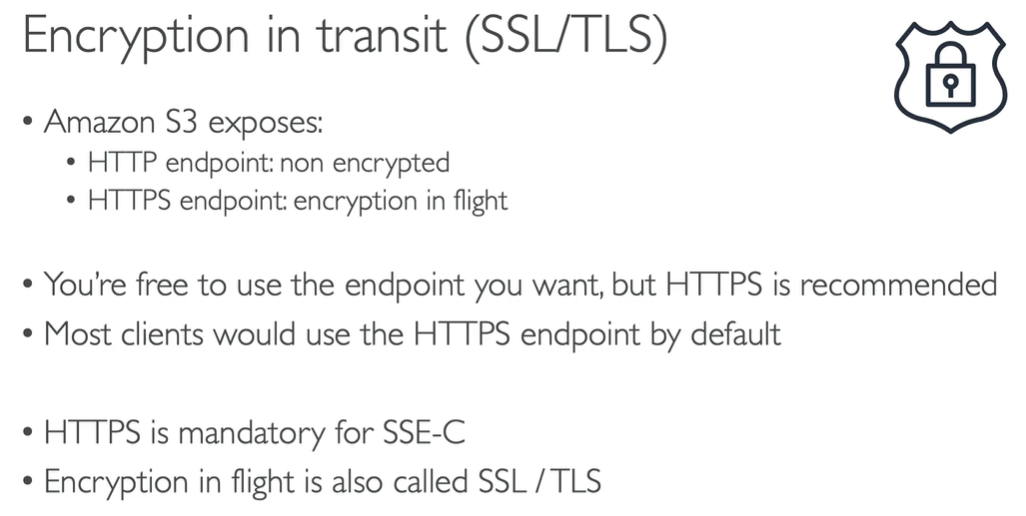 Encryption in transit (SSL/TLS)
• Amazon S3 exposes:
• HTTP endpoint: non encrypted
• HTTPS endpoint: encryption in flight
• You're free to use the endpoint you want, but HTTPS is recommended
• Most clients would use the HTTPS endpoint by default
• HTTPS is mandatory for SSE-C
• Encryption in flight is also called SSL / TLS